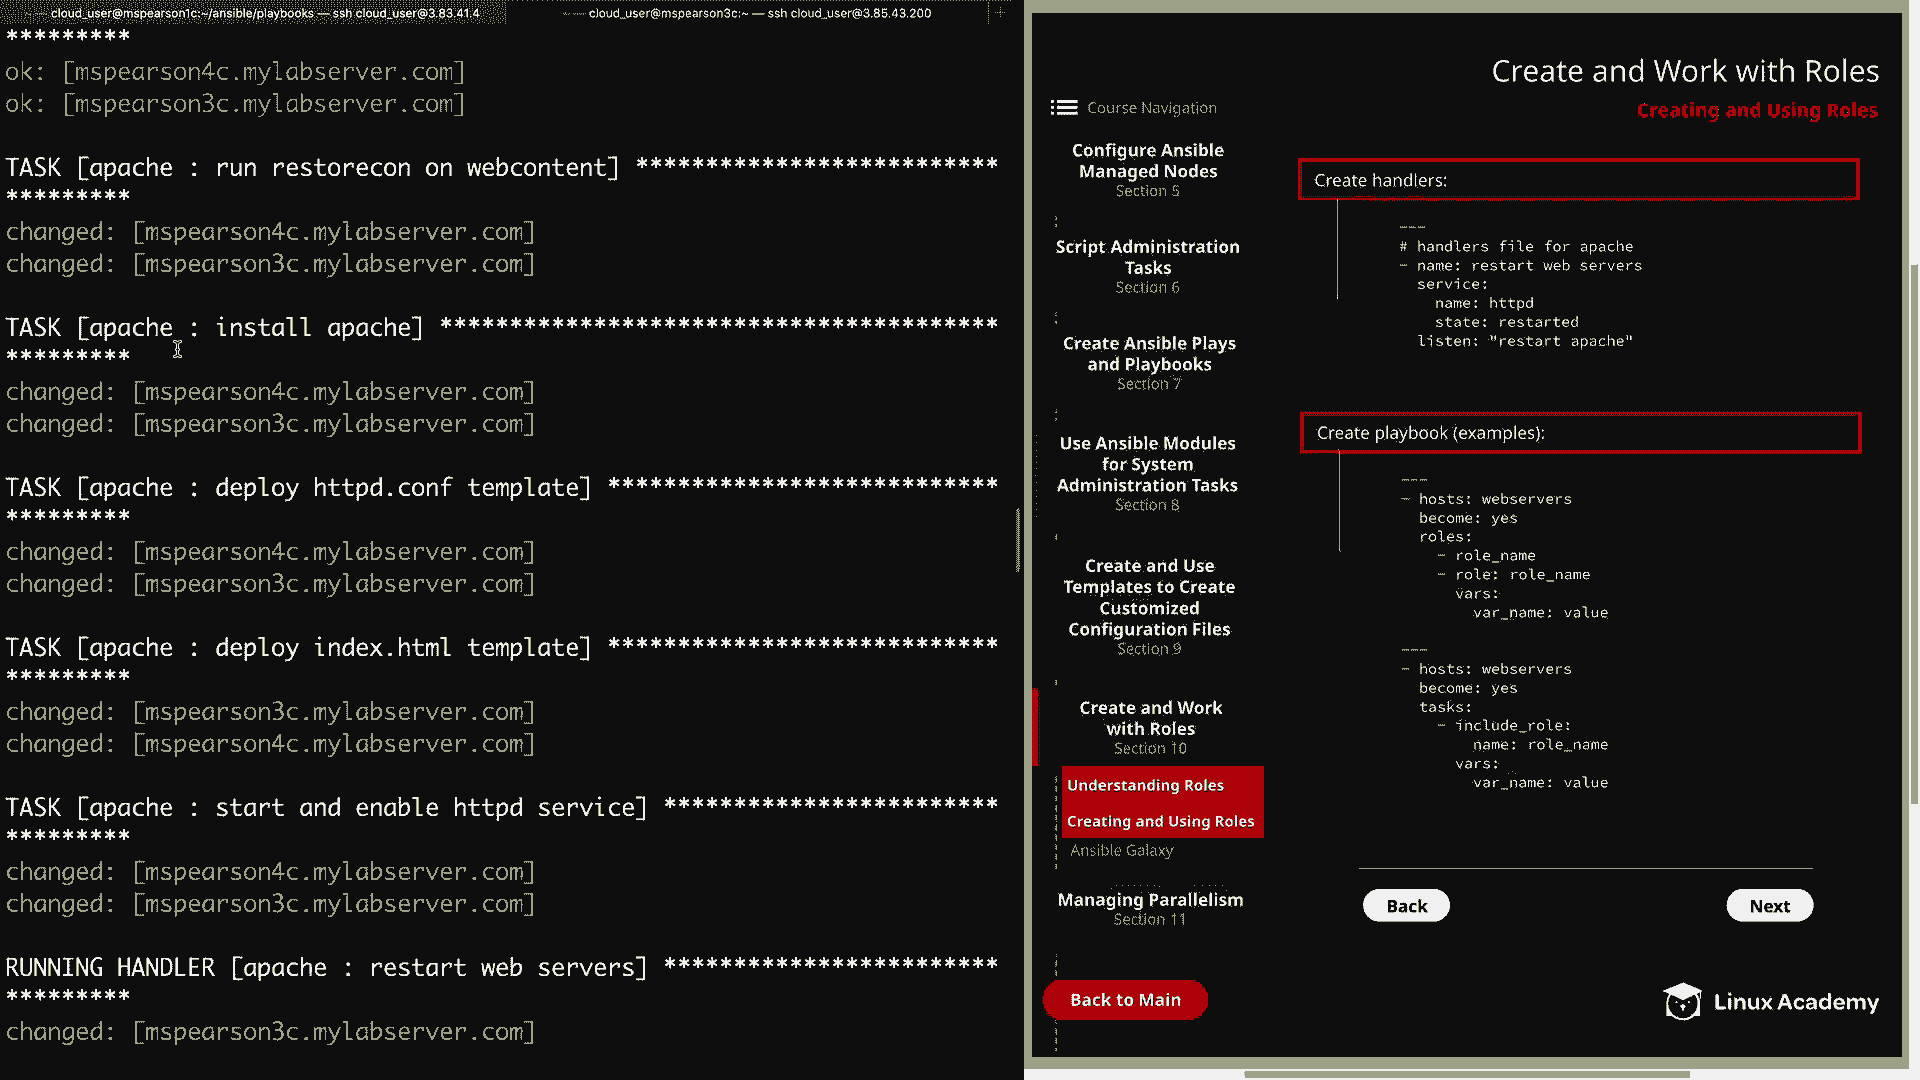 cloud_user@mspearson1c:~/ansible/playbooks — ssh cloud_user@3.83.41.4
cloud_user@mspearson3c:~ — ssh cloud_user@3.85.43.200
+
*********
ok: [mspearson4c.mylabserver.com]
ok: [mspearson3c.mylabserver.com]
TASK [apache : run restorecon on webcontent] **************************
*********
changed: [mspearson4c.mylabserver.com]
changed: [mspearson3c.mylabserver.com]
TASK [apache : install apache] ****************************************
*********
changed: [mspearson4c.mylabserver.com]
changed: [mspearson3c.mylabserver.com]
TASK [apache : deploy httpd.conf template] ****************************
*********
changed: [mspearson4c.mylabserver.com]
changed: [mspearson3c.mylabserver.com]
TASK [apache : deploy index.html template] ****************************
*********
changed: [mspearson3c.mylabserver.com]
changed: [mspearson4c.mylabserver.com]
TASK [apache : start and enable httpd service] ************************
*********
changed: [mspearson4c.mylabserver.com]
changed: [mspearson3c.mylabserver.com]
RUNNING HANDLER [apache : restart web servers] ************************
*********
changed: [mspearson3c.mylabserver.com]
Create and Work with Roles
Creating and Using Roles
Course Navigation
Configure Ansible
Managed Nodes
Section 5
Script Administration
Tasks
Section 6
Create Ansible Plays
and Playbooks
Section 7
Use Ansible Modules
for System
Administration Tasks
Section 8
Create and Use
Templates to Create
Customized
Configuration Files
Section 9
Create and Work
with Roles
Section 10
Understanding Roles
Creating and Using Roles
Ansible Galaxy
Managing Parallelism
Section 11
Back to Main
Create handlers:
---
# handlers file for apache
- name: restart web servers
service:
name: httpd
state: restarted
listen: "restart apache"
Create playbook (examples):
---
- hosts: webservers
become: yes
roles:
- role_name
- role: role_name
vars:
var_name: value
---
- hosts: webservers
become: yes
tasks:
- include_role:
name: role_name
vars:
var_name: value
Back
Next
Linux Academy